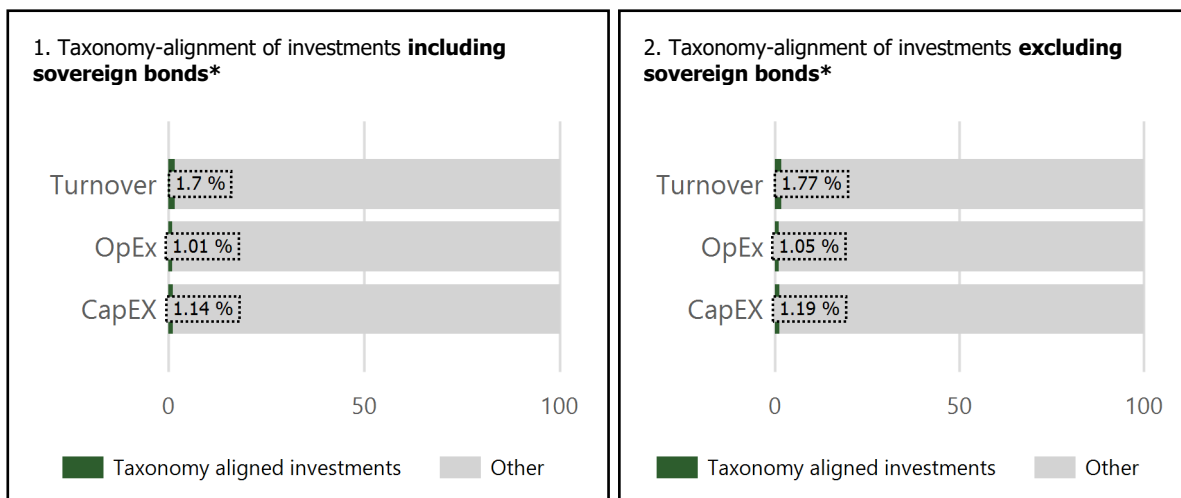 1. Taxonomy-alignment of investments including
sovereign bonds*
Turnover
1.7 %
OpEx
1.01 %
CapEX
1.14 %
0 50 100
Taxonomy aligned investments Other
2. Taxonomy-alignment of investments excluding
sovereign bonds*
Turnover
1.77 %
OpEx
1.05 %
CapEX
1.19 %
0 50 100
Taxonomy aligned investments Other